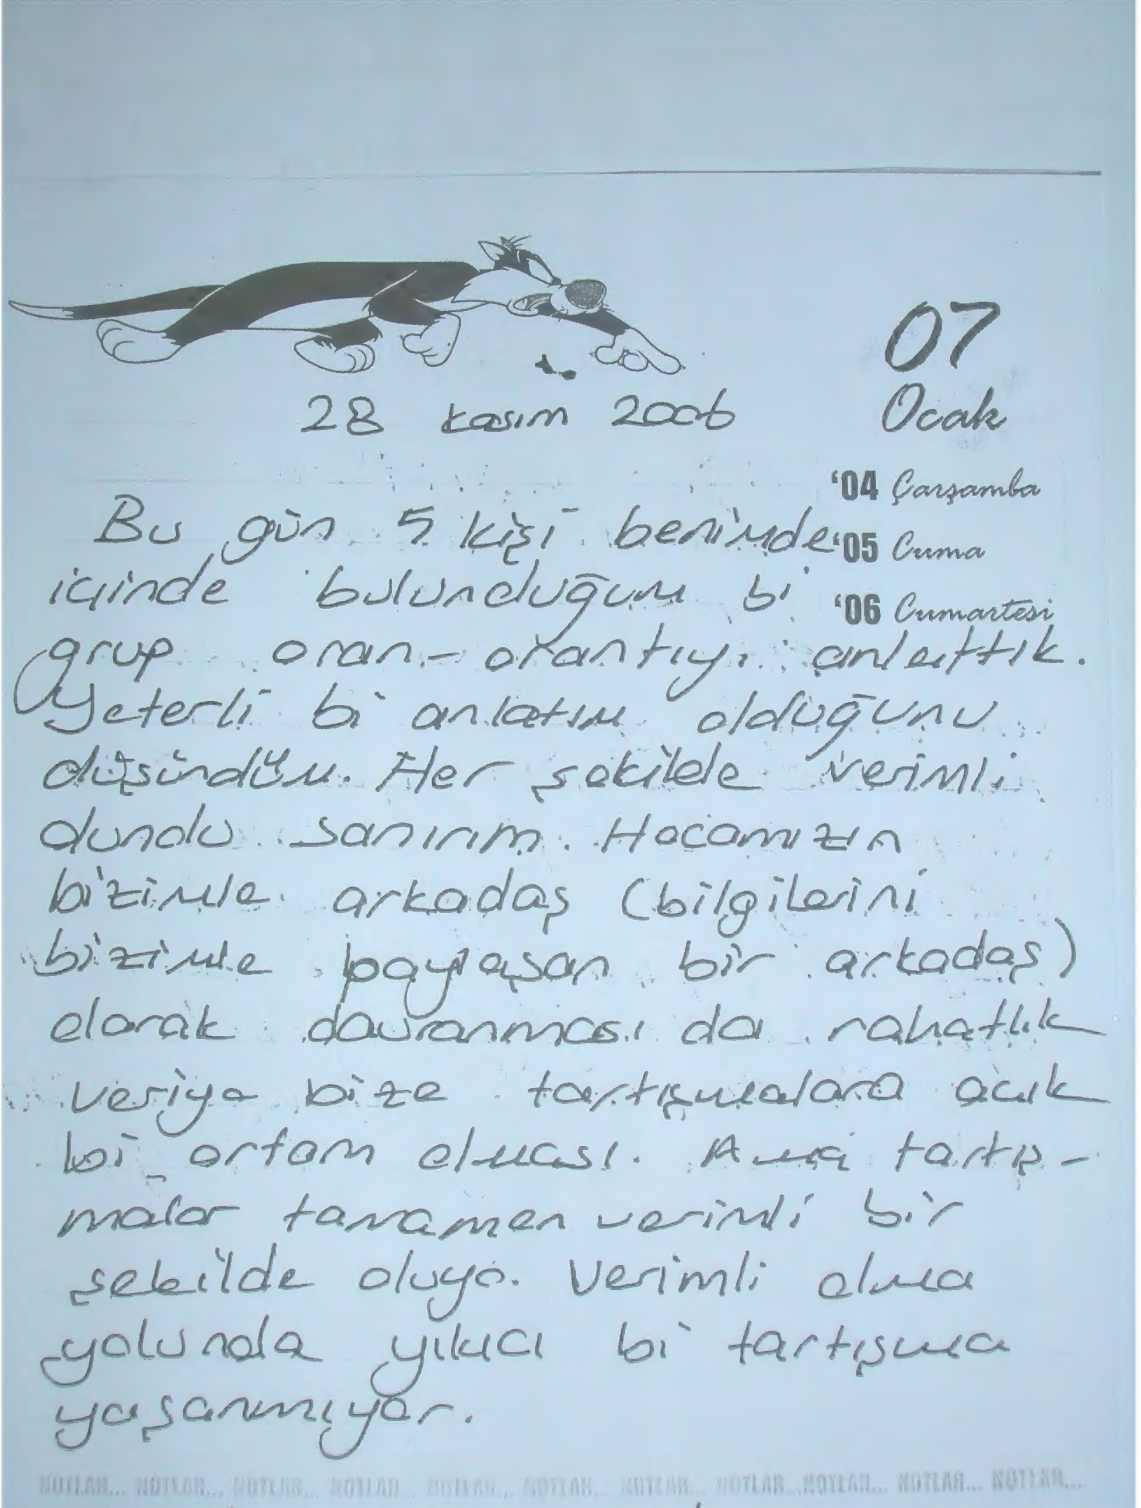 07
Ocak
28 kasım 2006
'04 Çarşamba
Bu gün 5 kişi benimde
'05 Cuma
içinde bulunduğum bi
'06 Cumartesi
grup oran-orantıyı anlattık.
Yeterli bi anlatım olduğunu
düşündüm. Her şekilde verimli
dundu sanırım. Hocamızın
bizimle arkadaş (bilgilerini
bizimle paylaşan bir arkadaş)
olarak davranması da rahatlık
veriyo bize tartışmalara açık
bi ortam olması. Ama tartış-
malar tamamen verimli bir
şekilde oluyo. Verimli olma
yolunda yıkıcı bi tartışma
yaşanmıyor.
NOTLAR... NOTLAR... NOTLAR... NOTLAR... NOTLAR... NOTLAR... NOTLAR... NOTLAR...NOTLAR... NOTLAR... NOTLAR...